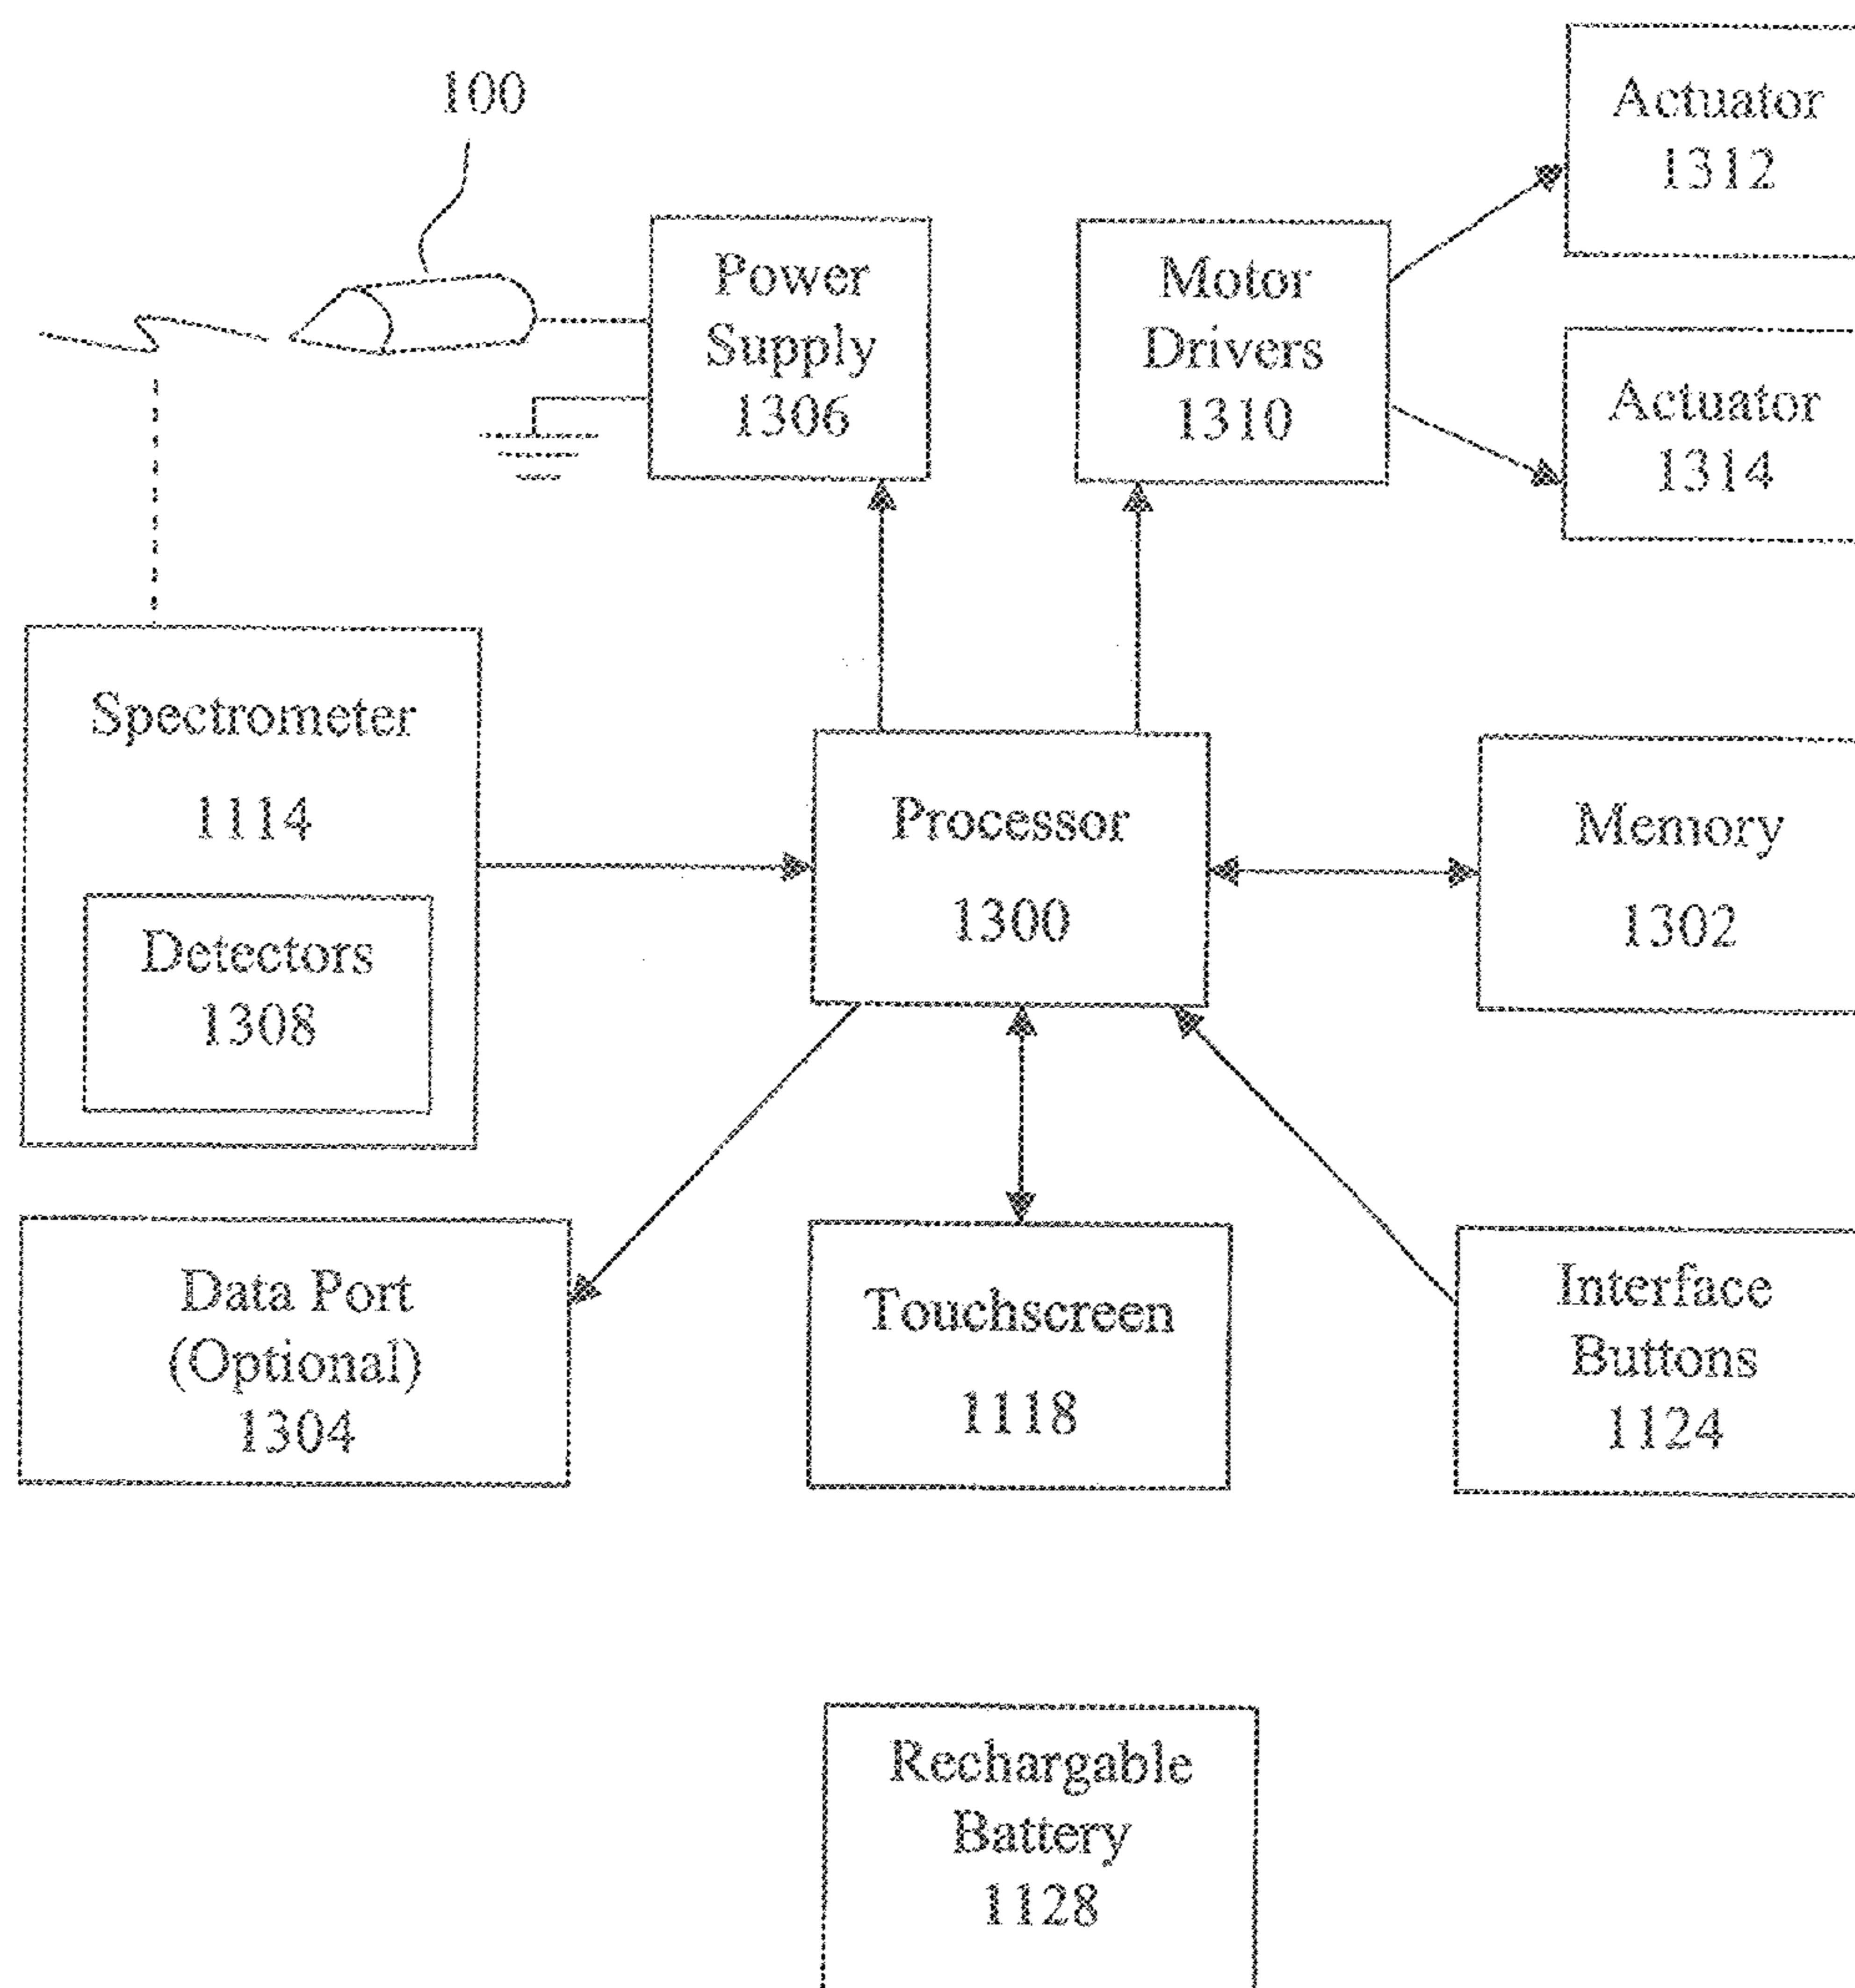 100
Actuator
1312
Power
Supply
1306
Motor
Drivers
1310
Actuator
1314
Spectrometer
1114
Detectors
1308
Processor
1300
Memory
1302
Data Port
(Optional)
1304
Touchscreen
1118
Interface
Buttons
1124
Rechargable
Battery
1128